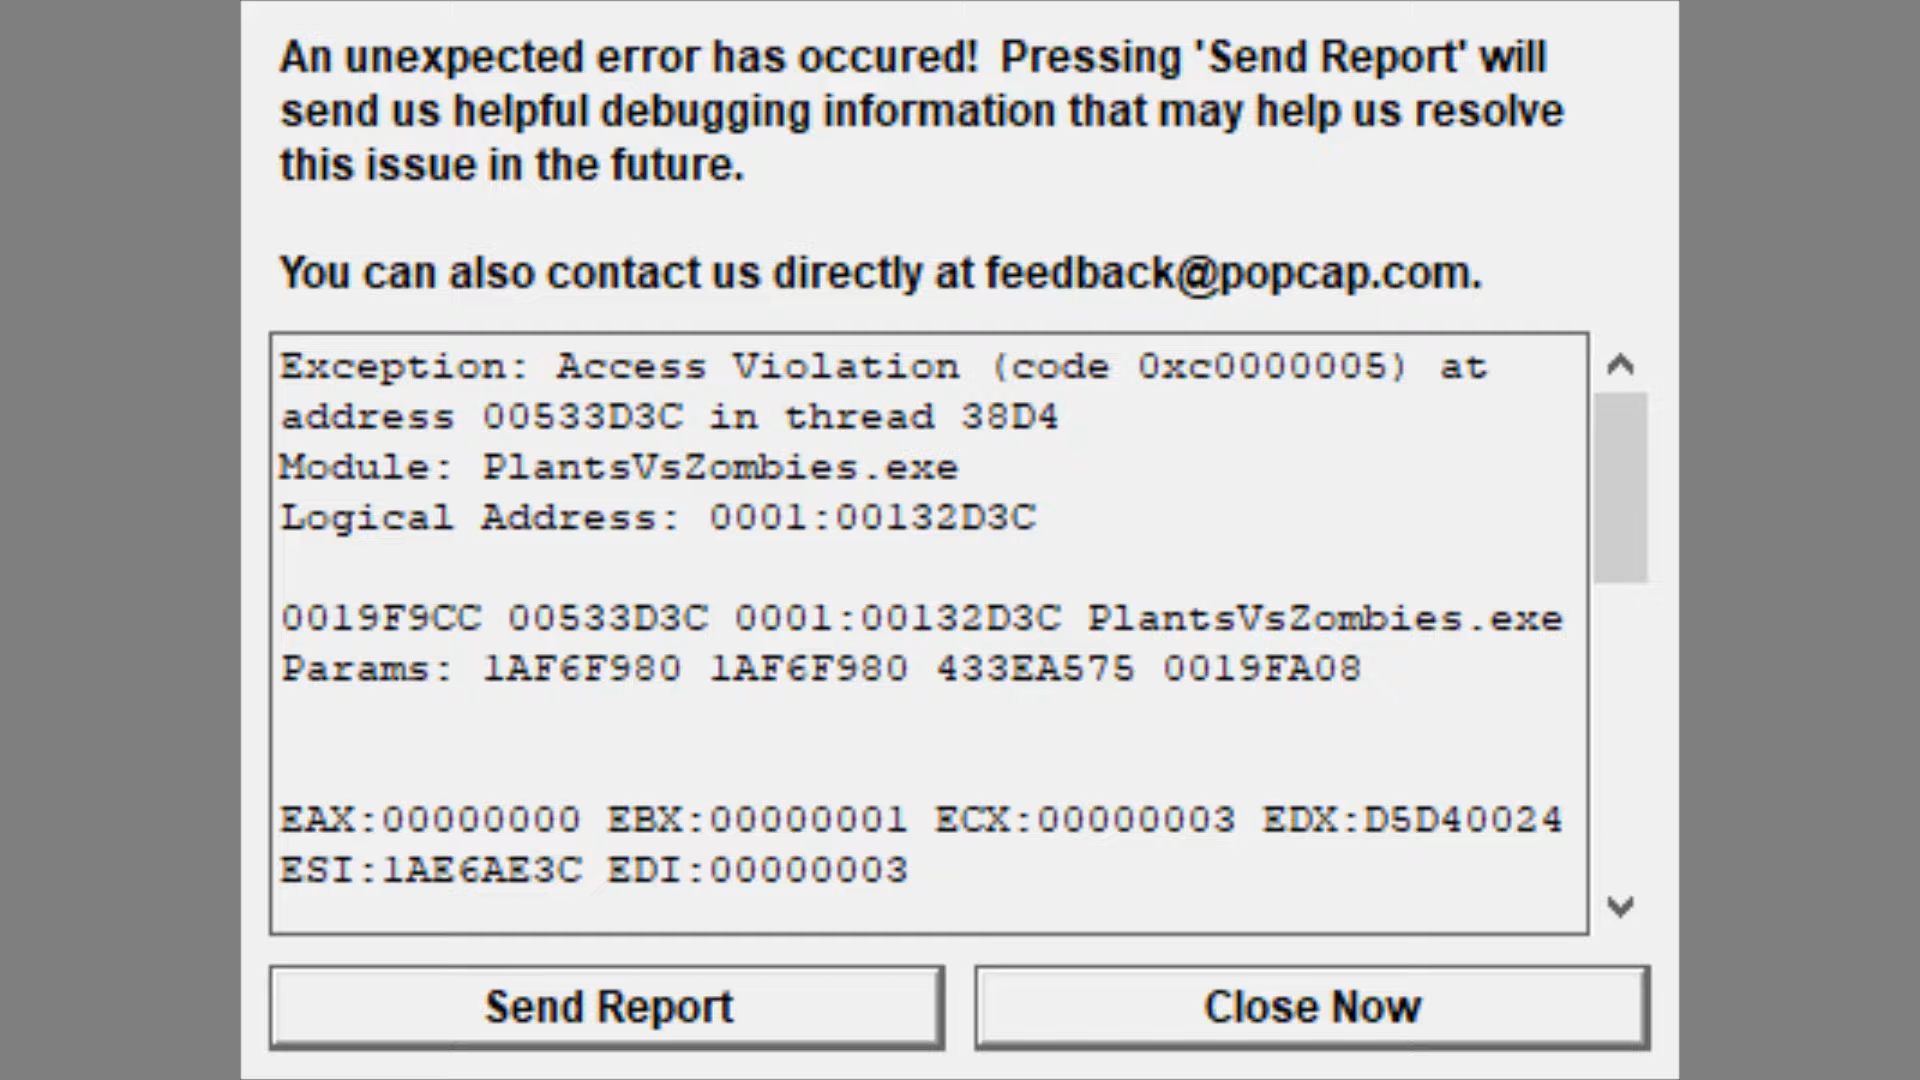 An unexpected error has occured!  Pressing 'Send Report' will
send us helpful debugging information that may help us resolve
this issue in the future.
You can also contact us directly at feedback@popcap.com.
Exception: Access Violation (code 0xc0000005) at
address 00533D3C in thread 38D4
Module: PlantsVsZombies.exe
Logical Address: 0001:00132D3C
0019F9CC 00533D3C 0001:00132D3C PlantsVsZombies.exe
Params: 1AF6F980 1AF6F980 433EA575 0019FA08
EAX:00000000 EBX:00000001 ECX:00000003 EDX:D5D40024
ESI:1AE6AE3C EDI:00000003
Send Report
Close Now